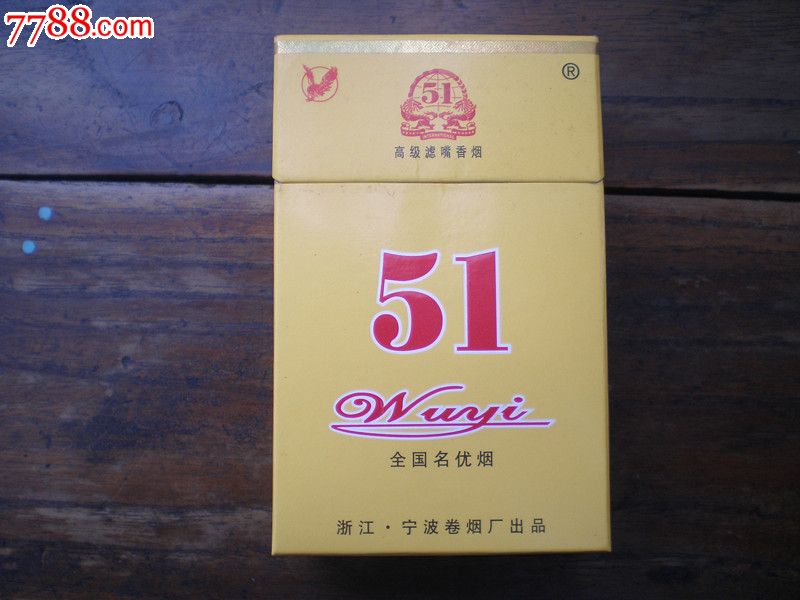 7788.com
®
51
INTERNATIONAL
高级滤嘴香烟
51
Wuyi
全国名优烟
浙江·宁波卷烟厂出品